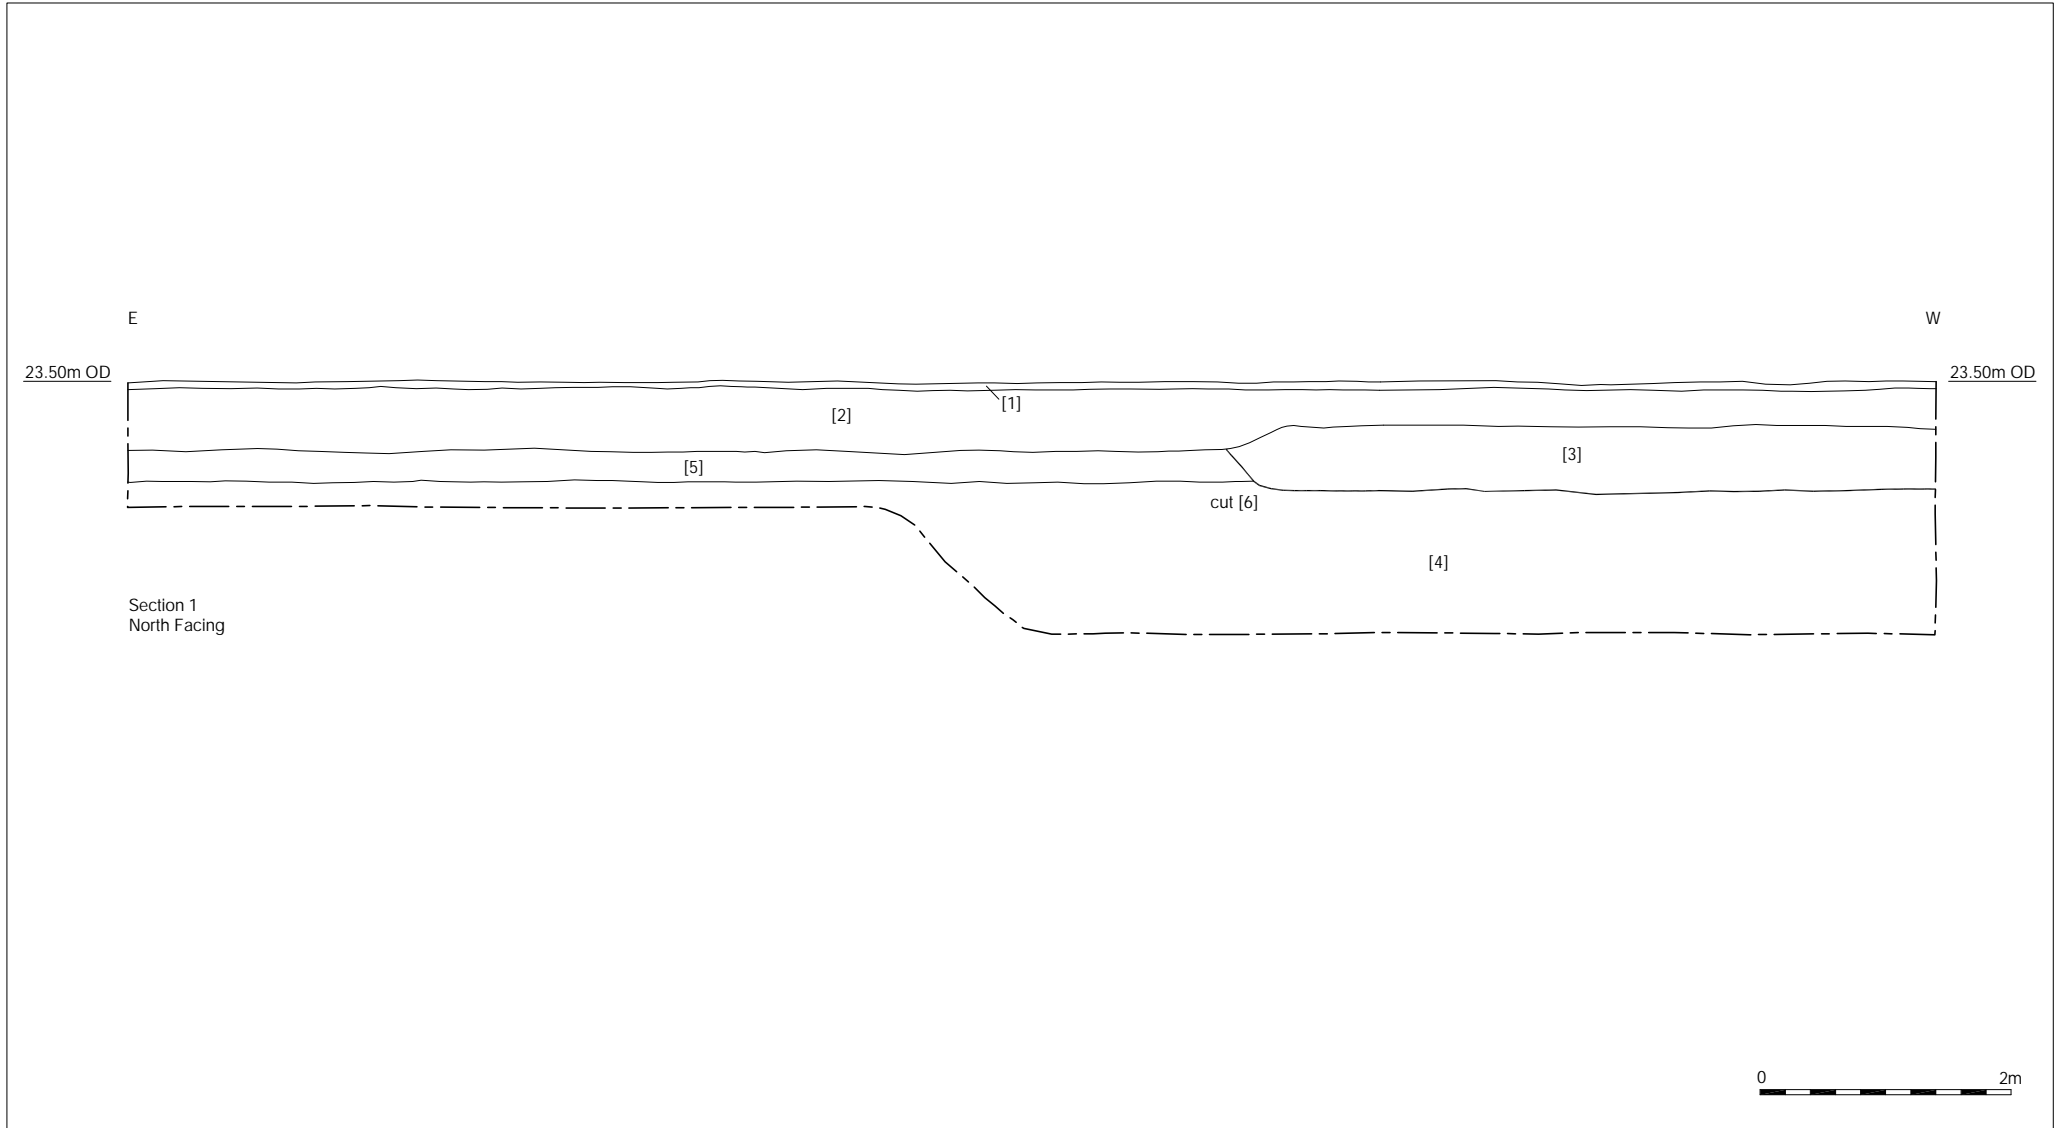 E
W
23.50m OD
23.50m OD
[1]
[2]
[3]
[5]
cut [6]
[4]
Section 1
North Facing
0
2m